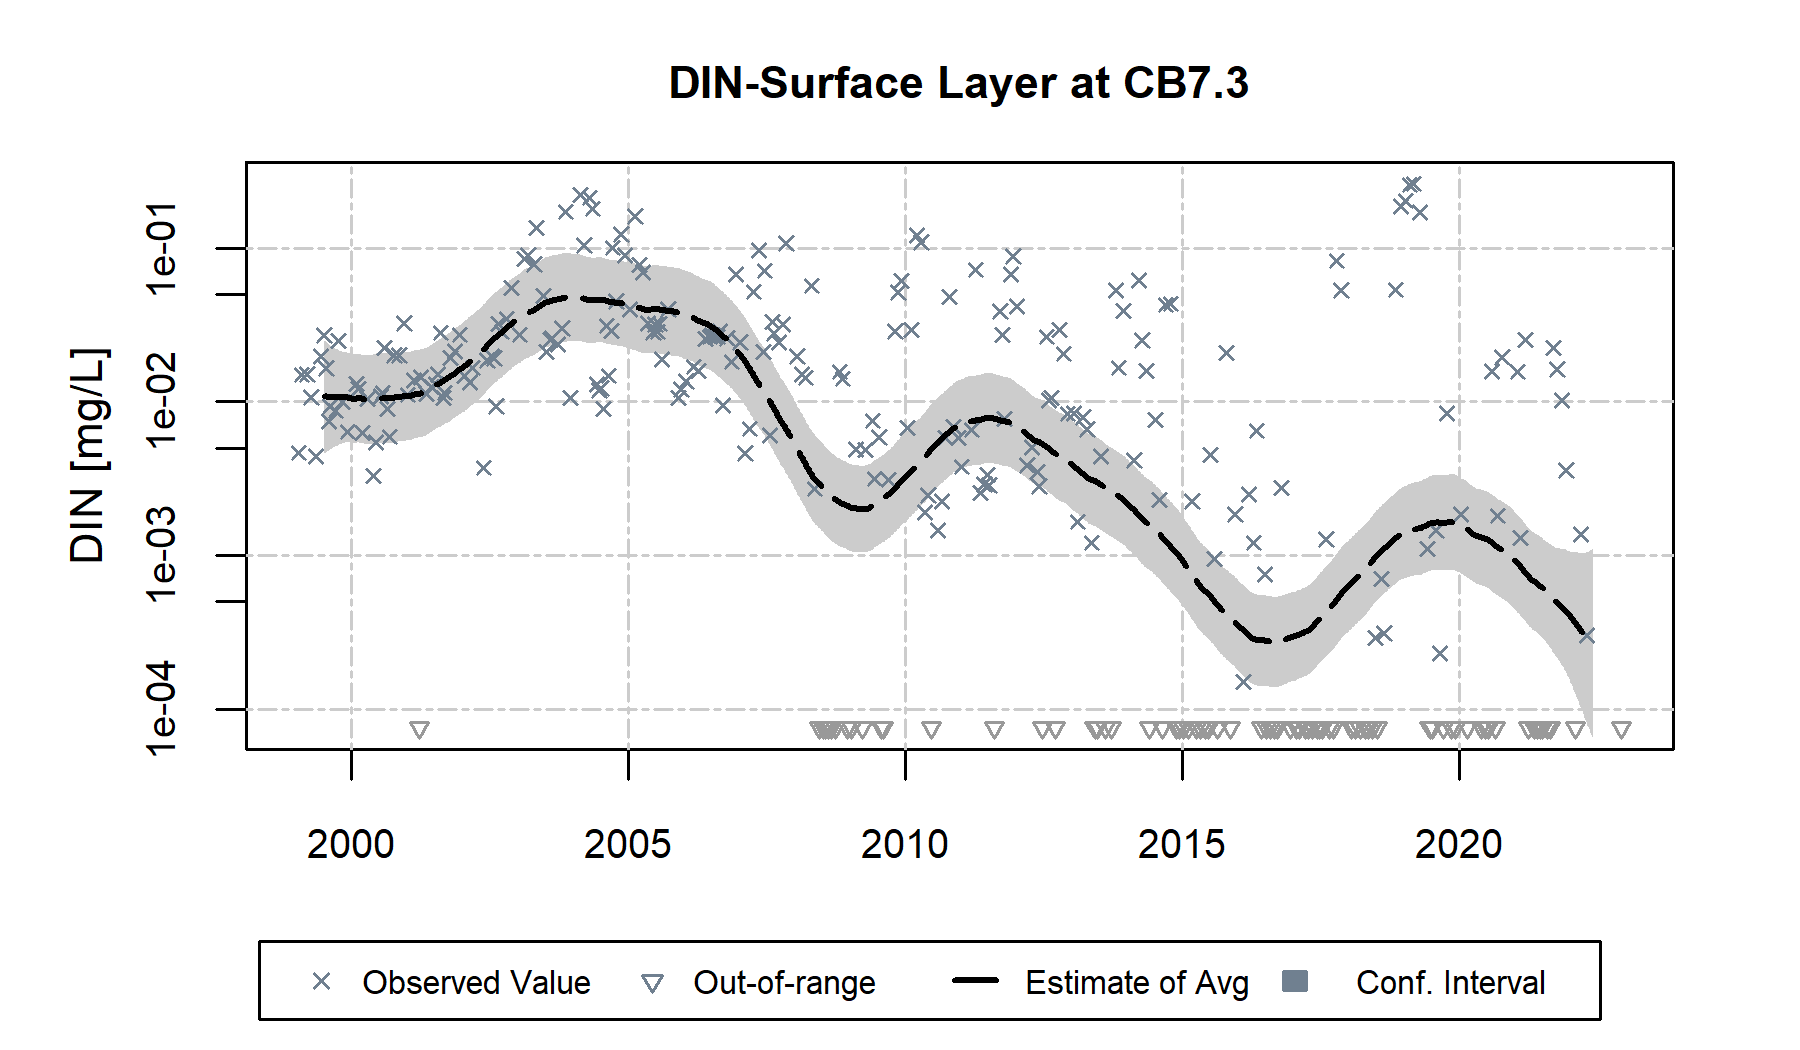 DIN-Surface Layer at CB7.3
DIN [mg/L]
1e-01
1e-02
1e-03
1e-04
2000 2005 2010 2015 2020
Observed Value Out-of-range Estimate of Avg Conf. Interval